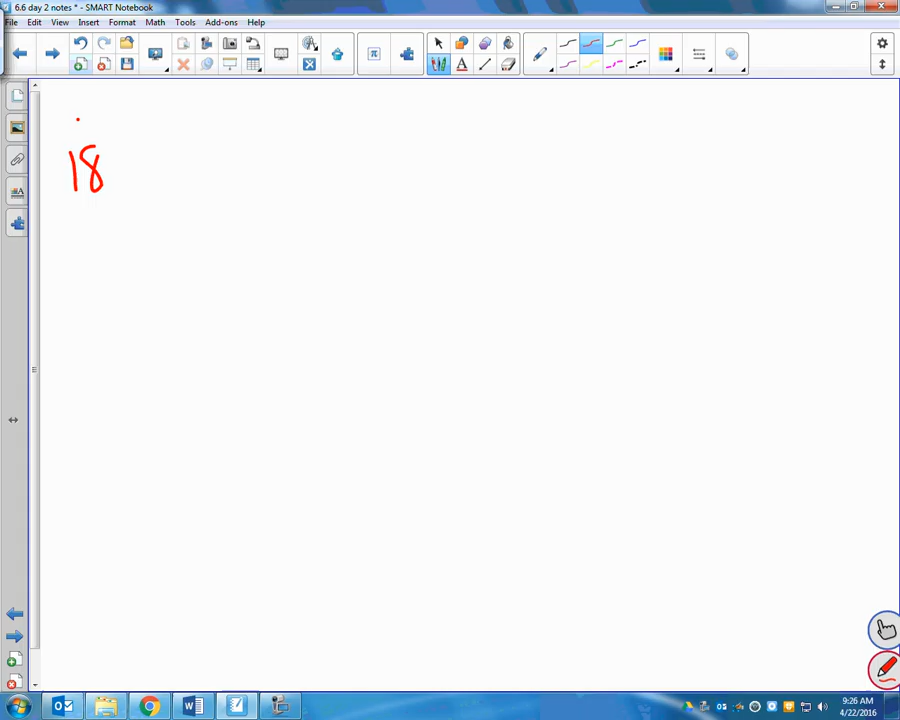 6.6 day 2 notes * - SMART Notebook
File Edit View Insert Format Math Tools Add-ons Help
18
9:26 AM
4/22/2016